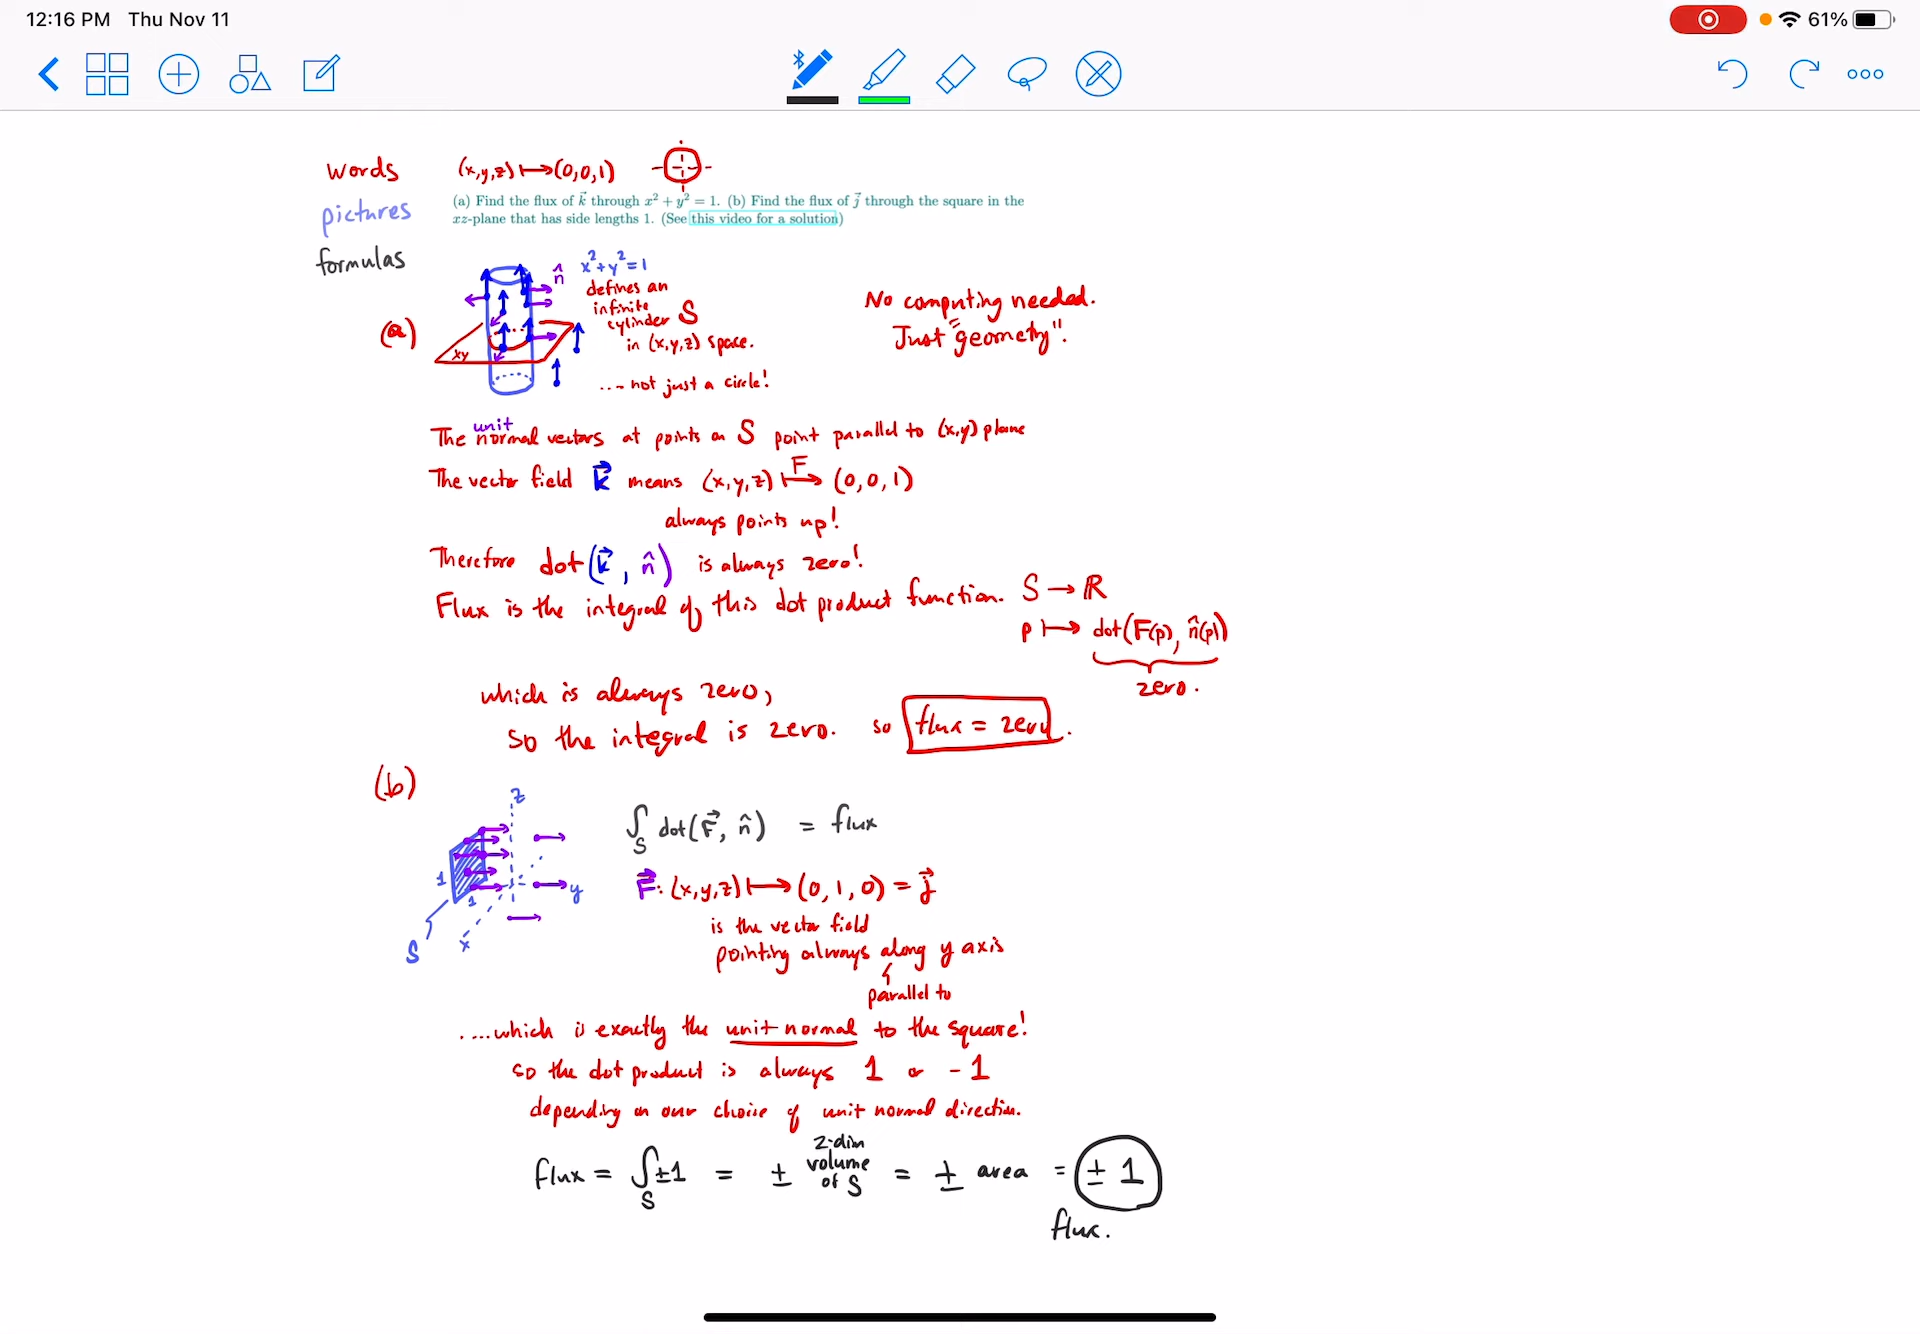 12:16 PM Thu Nov 11
61%
words
(x,y,z) ↦ (0,0,1)
pictures
(a) Find the flux of k⃗ through x² + y² = 1. (b) Find the flux of j⃗ through the square in the
xz-plane that has side lengths 1. (See this video for a solution)
formulas
(a)
xy
n̂
x²+y²=1
defines an
infinite
cylinder S
in (x,y,z) space.
...not just a circle!
No computing needed.
Just "geometry".
The unit normal vectors at points on S point parallel to (x,y) plane
The vector field k⃗ means (x,y,z) ↦ (0,0,1)
F
always points up!
Therefore dot(k⃗, n̂) is always zero!
Flux is the integral of this dot product function. S → ℝ
p ↦ dot(F(p), n̂(p))
zero.
which is always zero,
so the integral is zero. so flux = zero.
(b)
z
1
1
y
x
S
∫_S dot(F⃗, n̂) = flux
F⃗: (x,y,z) ↦ (0,1,0) = j⃗
is the vector field
pointing always along y axis
parallel to
....which is exactly the unit normal to the square!
so the dot product is always 1 or -1
depending on our choice of unit normal direction.
flux = ∫_S ±1 = ± 2-dim volume of S = ± area = ± 1
flux.